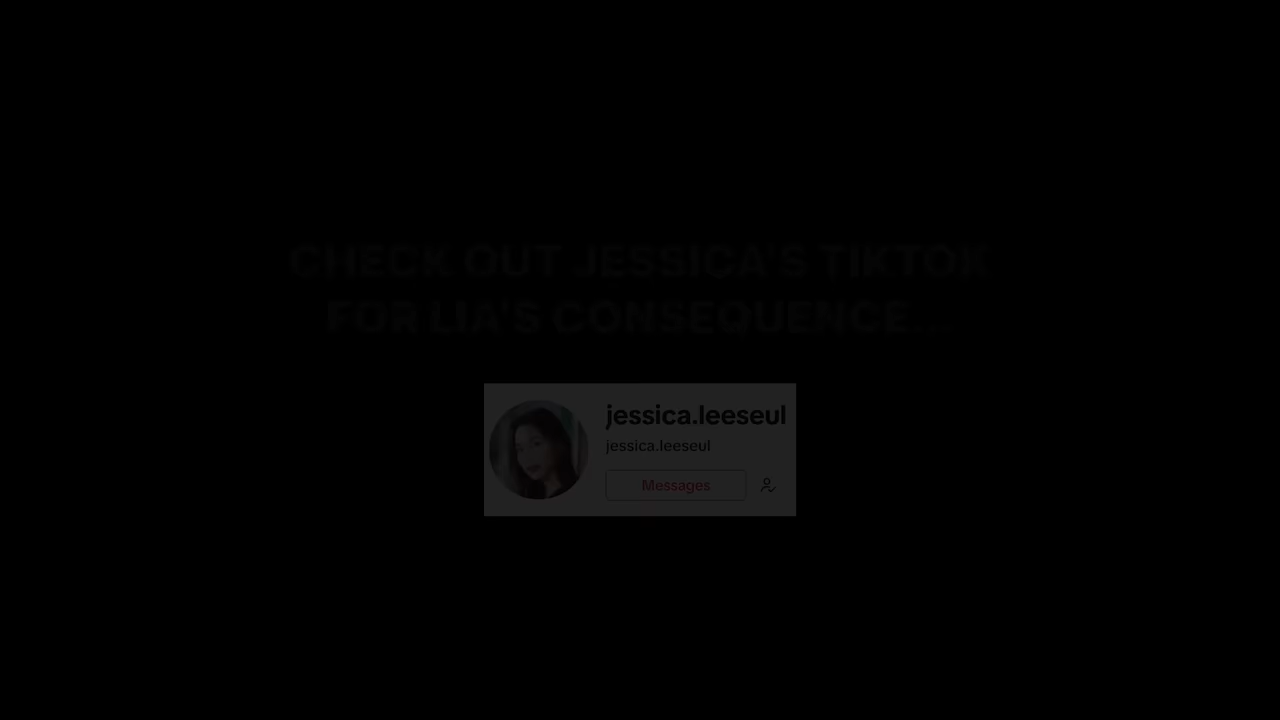 CHECK OUT JESSICA'S TIKTOK
FOR LIA'S CONSEQUENCE...
jessica.leeseul
jessica.leeseul
Messages